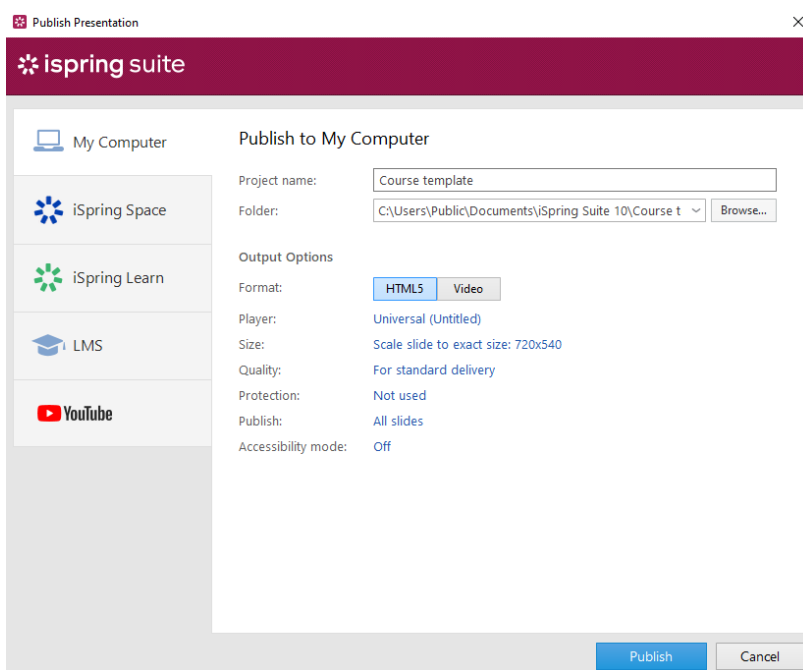 Publish Presentation
ispring suite
My Computer
iSpring Space
iSpring Learn
LMS
YouTube
Publish to My Computer
Project name: Course template
Folder: C:\Users\Public\Documents\iSpring Suite 10\Course t Browse...
Output Options
Format: HTML5 Video
Player: Universal (Untitled)
Size: Scale slide to exact size: 720x540
Quality: For standard delivery
Protection: Not used
Publish: All slides
Accessibility mode: Off
Publish Cancel